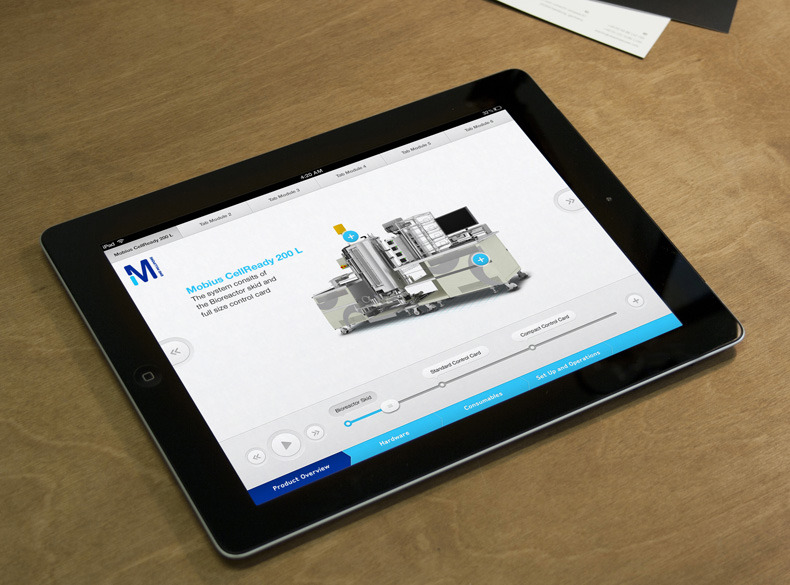 iPad
4:20 AM
Mobius CellReady 200 L
Tab Module 2
Tab Module 3
Tab Module 4
Tab Module 5
Tab Module 6
M
Mobius CellReady 200 L
The system consits of
the Bioreactor skid and
full size control card
Bioreactor Skid
Standard Control Card
Compact Control Card
Product Overview
Hardware
Consumables
Set Up and Operations